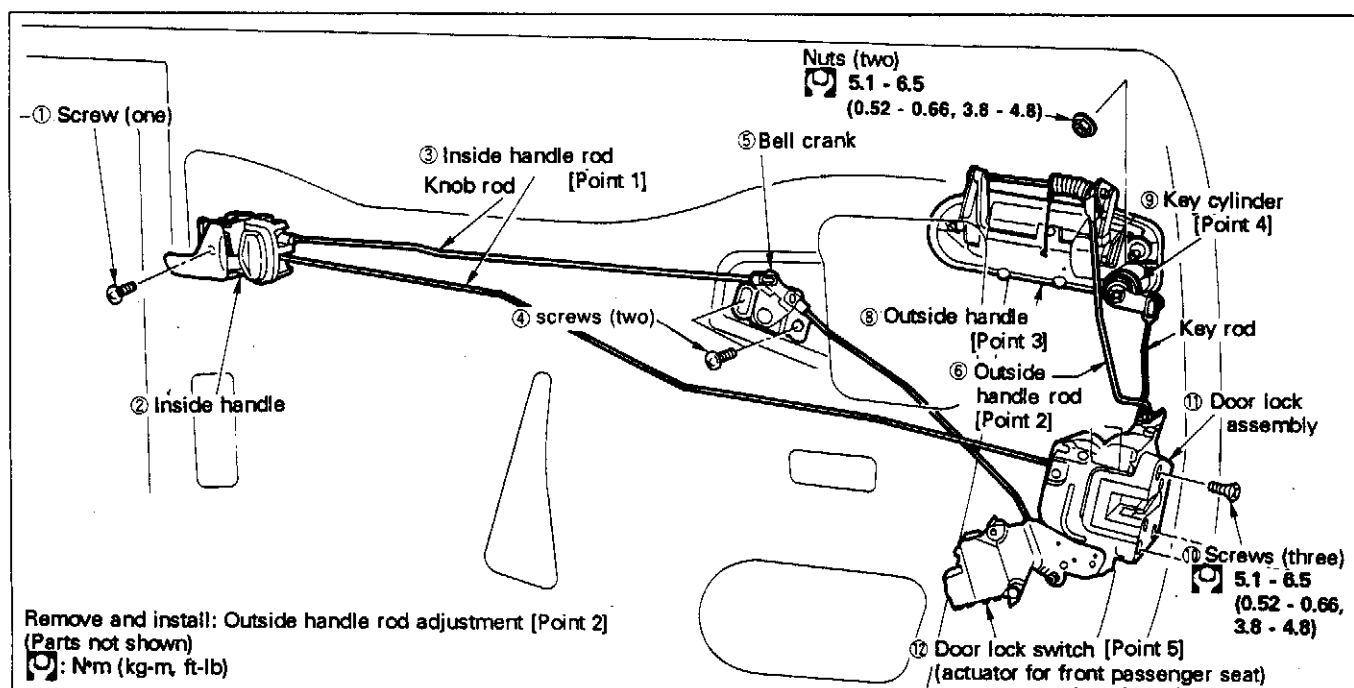 Nuts (two)
5.1 - 6.5
(0.52 - 0.66, 3.8 - 4.8)
① Screw (one)
③ Inside handle rod
Knob rod [Point 1]
⑤ Bell crank
⑨ Key cylinder
[Point 4]
④ screws (two)
⑧ Outside handle
[Point 3]
Key rod
⑥ Outside
handle rod
[Point 2]
② Inside handle
⑪ Door lock
assembly
⑩ Screws (three)
5.1 - 6.5
(0.52 - 0.66,
3.8 - 4.8)
Remove and install: Outside handle rod adjustment [Point 2]
(Parts not shown)
: N•m (kg-m, ft-lb)
⑫ Door lock switch [Point 5]
(actuator for front passenger seat)